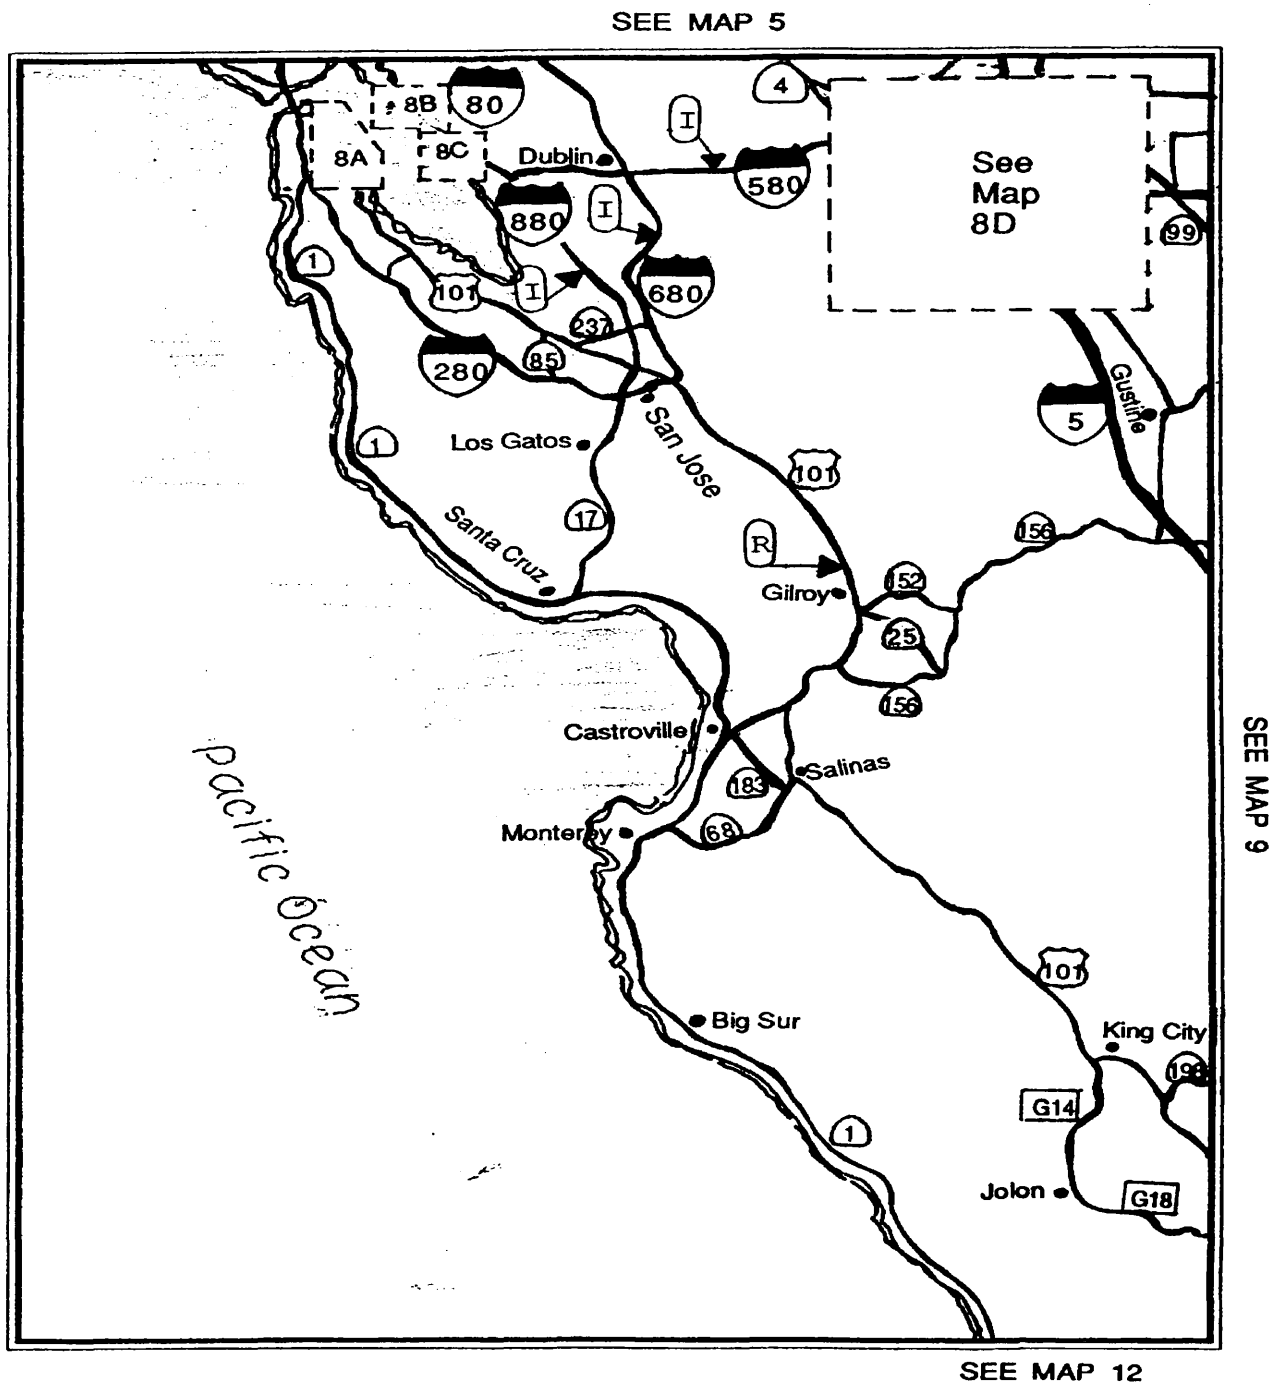 SEE MAP 5
8B
80
4
I
8A
8C
Dublin
580
See
Map
8D
880
I
99
1
101
I
680
237
85
280
Gustine
5
San Jose
Los Gatos
1
101
17
Santa Cruz
R
156
152
Gilroy
25
156
Castroville
Salinas
183
68
Monterey
pacific ocean
SEE MAP 9
101
Big Sur
King City
198
G14
1
Jolon
G18
SEE MAP 12